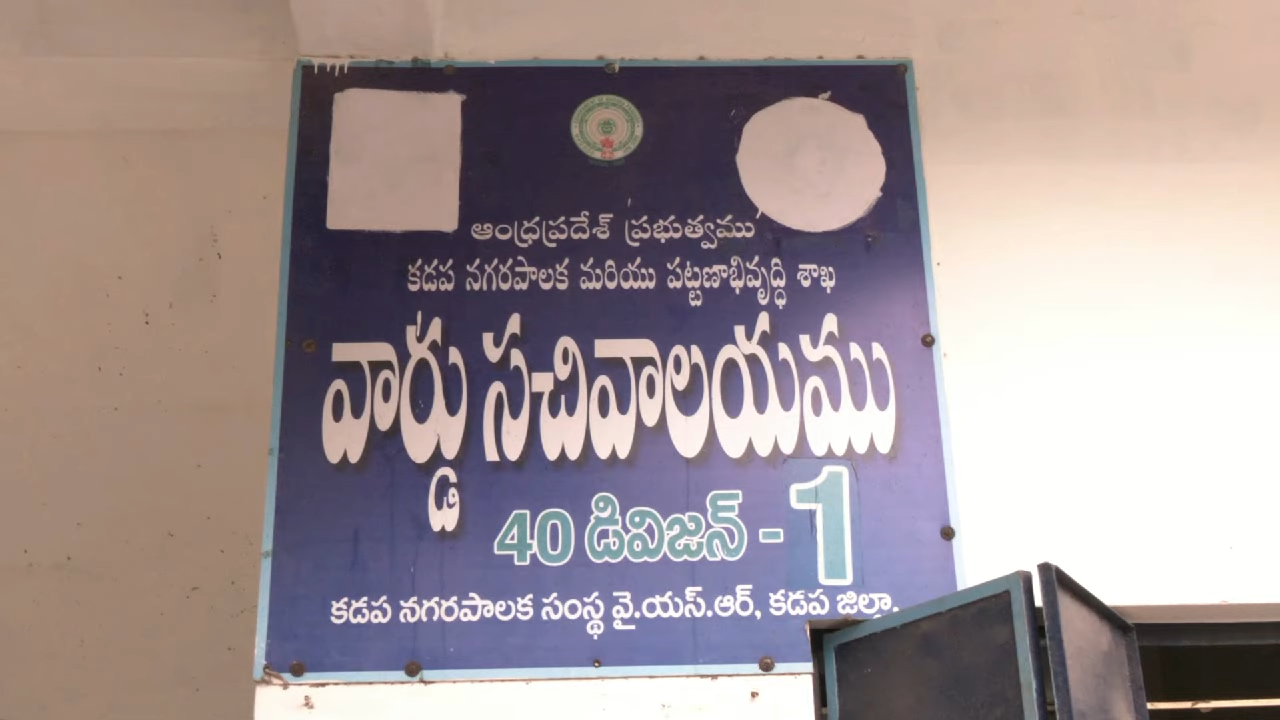 ఆంధ్రప్రదేశ్ ప్రభుత్వము
కడప నగరపాలక మరియు పట్టణాభివృద్ధి శాఖ
వార్డు సచివాలయము
40 డివిజన్ - 1
కడప నగరపాలక సంస్థ వై.యస్.ఆర్, కడప జిల్లా.